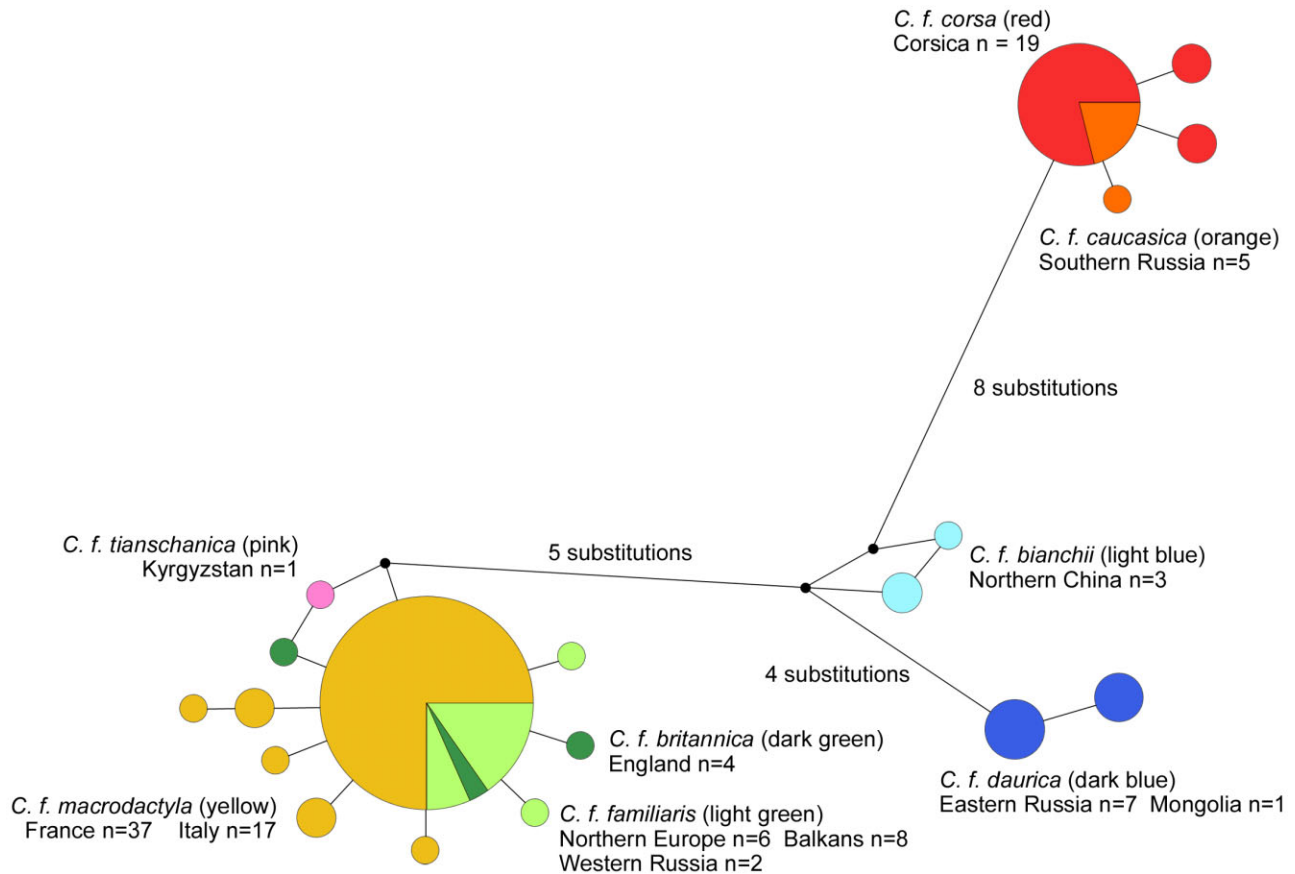 C. f. corsa (red)
Corsica n = 19
C. f. caucasica (orange)
Southern Russia n=5
8 substitutions
C. f. tianschanica (pink)
Kyrgyzstan n=1
5 substitutions
C. f. bianchii (light blue)
Northern China n=3
4 substitutions
C. f. britannica (dark green)
England n=4
C. f. daurica (dark blue)
Eastern Russia n=7 Mongolia n=1
C. f. macrodactyla (yellow)
France n=37 Italy n=17
C. f. familiaris (light green)
Northern Europe n=6 Balkans n=8
Western Russia n=2